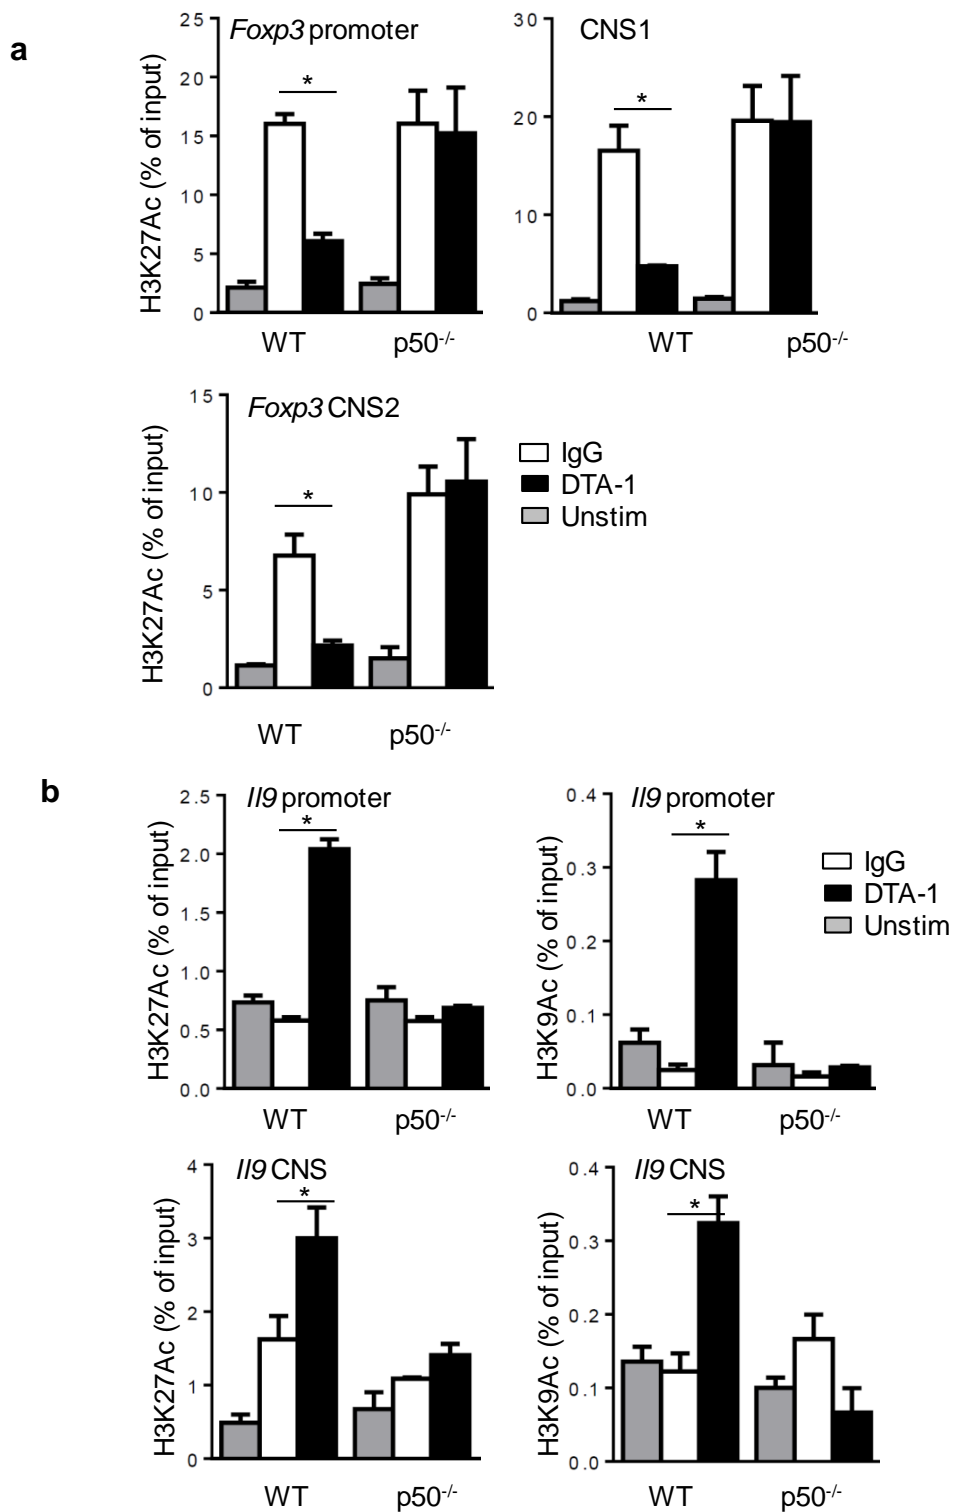 a
Foxp3 promoter
CNS1
H3K27Ac (% of input)
25
20
15
10
5
0
*
WT
p50-/-
30
20
10
0
*
WT
p50-/-
Foxp3 CNS2
H3K27Ac (% of input)
15
10
5
0
*
WT
p50-/-
IgG
DTA-1
Unstim
b
Il9 promoter
H3K27Ac (% of input)
2.5
2.0
1.5
1.0
0.5
0.0
*
WT
p50-/-
Il9 promoter
H3K9Ac (% of input)
0.4
0.3
0.2
0.1
0.0
*
WT
p50-/-
IgG
DTA-1
Unstim
Il9 CNS
H3K27Ac (% of input)
4
3
2
1
0
*
WT
p50-/-
Il9 CNS
H3K9Ac (% of input)
0.4
0.3
0.2
0.1
0.0
*
WT
p50-/-